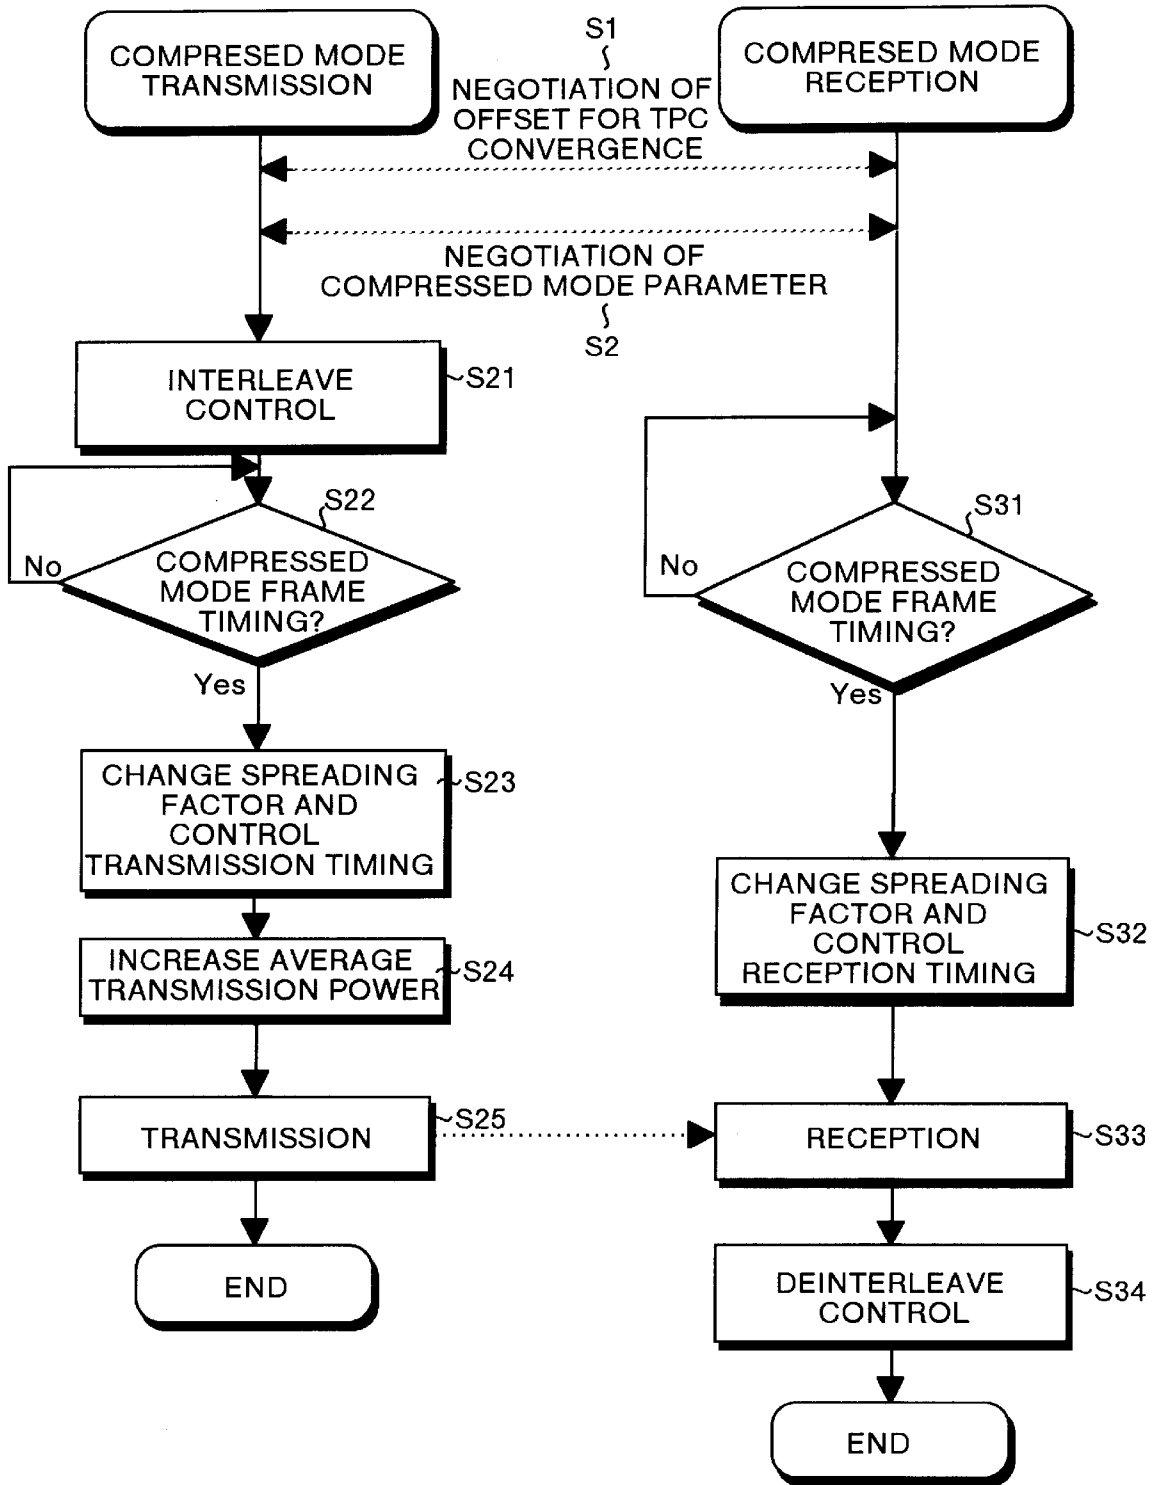 COMPRESED MODE
TRANSMISSION
S1
NEGOTIATION OF
OFFSET FOR TPC
CONVERGENCE
COMPRESED MODE
RECEPTION
NEGOTIATION OF
COMPRESSED MODE PARAMETER
S2
INTERLEAVE
CONTROL
S21
S22
No
COMPRESSED
MODE FRAME
TIMING?
Yes
S31
No
COMPRESSED
MODE FRAME
TIMING?
Yes
CHANGE SPREADING
FACTOR AND
CONTROL
TRANSMISSION TIMING
S23
INCREASE AVERAGE
TRANSMISSION POWER
S24
CHANGE SPREADING
FACTOR AND
CONTROL
RECEPTION TIMING
S32
TRANSMISSION
S25
RECEPTION
S33
END
DEINTERLEAVE
CONTROL
S34
END